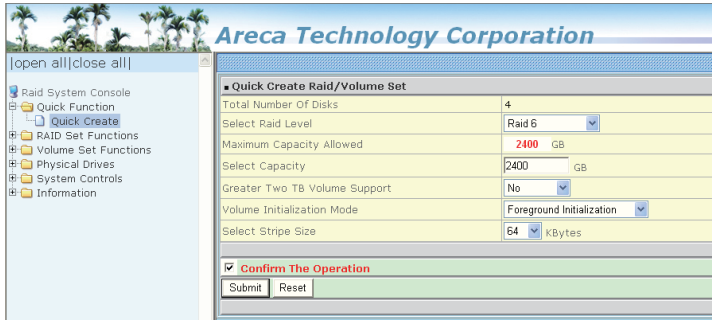 Areca Technology Corporation
|open all|close all|
Raid System Console
Quick Function
Quick Create
RAID Set Functions
Volume Set Functions
Physical Drives
System Controls
Information
Quick Create Raid/Volume Set
Total Number Of Disks 4
Select Raid Level Raid 6
Maximum Capacity Allowed 2400 GB
Select Capacity 2400 GB
Greater Two TB Volume Support No
Volume Initialization Mode Foreground Initialization
Select Stripe Size 64 KBytes
Confirm The Operation
Submit Reset